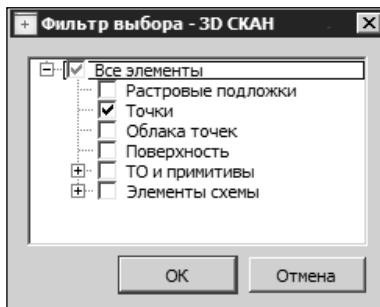 Фильтр выбора - 3D СКАН
Все элементы
Растровые подложки
Точки
Облака точек
Поверхность
ТО и примитивы
Элементы схемы
ОК
Отмена